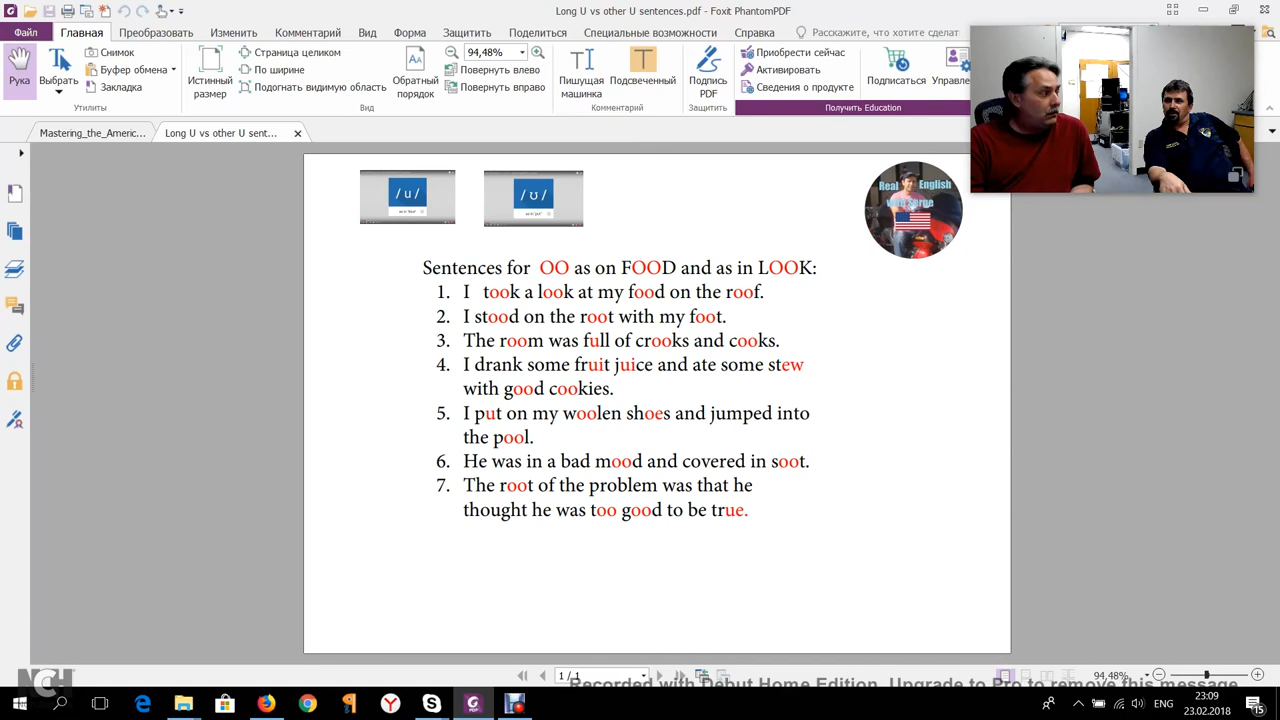 Long U vs other U sentences.pdf - Foxit PhantomPDF
Файл Главная Преобразовать Изменить Комментарий Вид Форма Защитить Поделиться Специальные возможности Справка Расскажите, что хотите сделат
Рука
Выбрать
Снимок
Буфер обмена
Закладка
Утилиты
Истинный размер
Страница целиком
По ширине
Подогнать видимую область
Обратный порядок
94,48%
Повернуть влево
Повернуть вправо
Вид
Пишущая машинка
Подсвеченный
Комментарий
Подпись PDF
Защитить
Приобрести сейчас
Активировать
Сведения о продукте
Подписаться
Управле
Получить Education
Mastering_the_Americ...
Long U vs other U sent...
/ u /
/ ʊ /
Real English
with Serge
Sentences for OO as on FOOD and as in LOOK:
1. I took a look at my food on the roof.
2. I stood on the root with my foot.
3. The room was full of crooks and cooks.
4. I drank some fruit juice and ate some stew
with good cookies.
5. I put on my woolen shoes and jumped into
the pool.
6. He was in a bad mood and covered in soot.
7. The root of the problem was that he
thought he was too good to be true.
1 / 1
94,48%
NCH
Recorded with Debut Home Edition. Upgrade to Pro to remove this message
ENG
23:09
23.02.2018
15